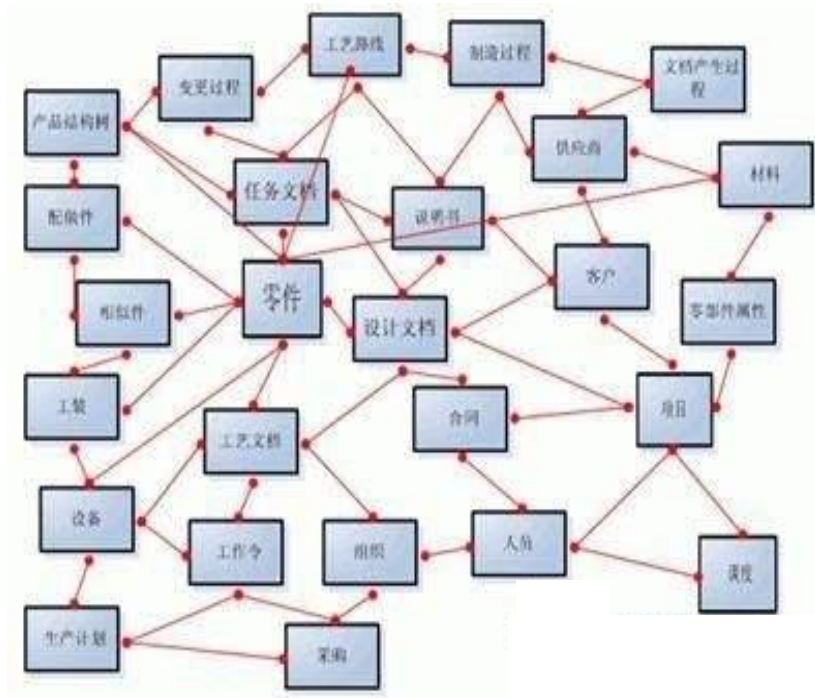 工艺路线
制造过程
文档产生过
程
变更过程
产品结构树
供应商
材料
任务文档
说明书
配似件
零件
客户
相似件
设计文档
零部件属性
工装
合同
项目
工艺文档
设备
工作令
组织
人员
调度
生产计划
采购